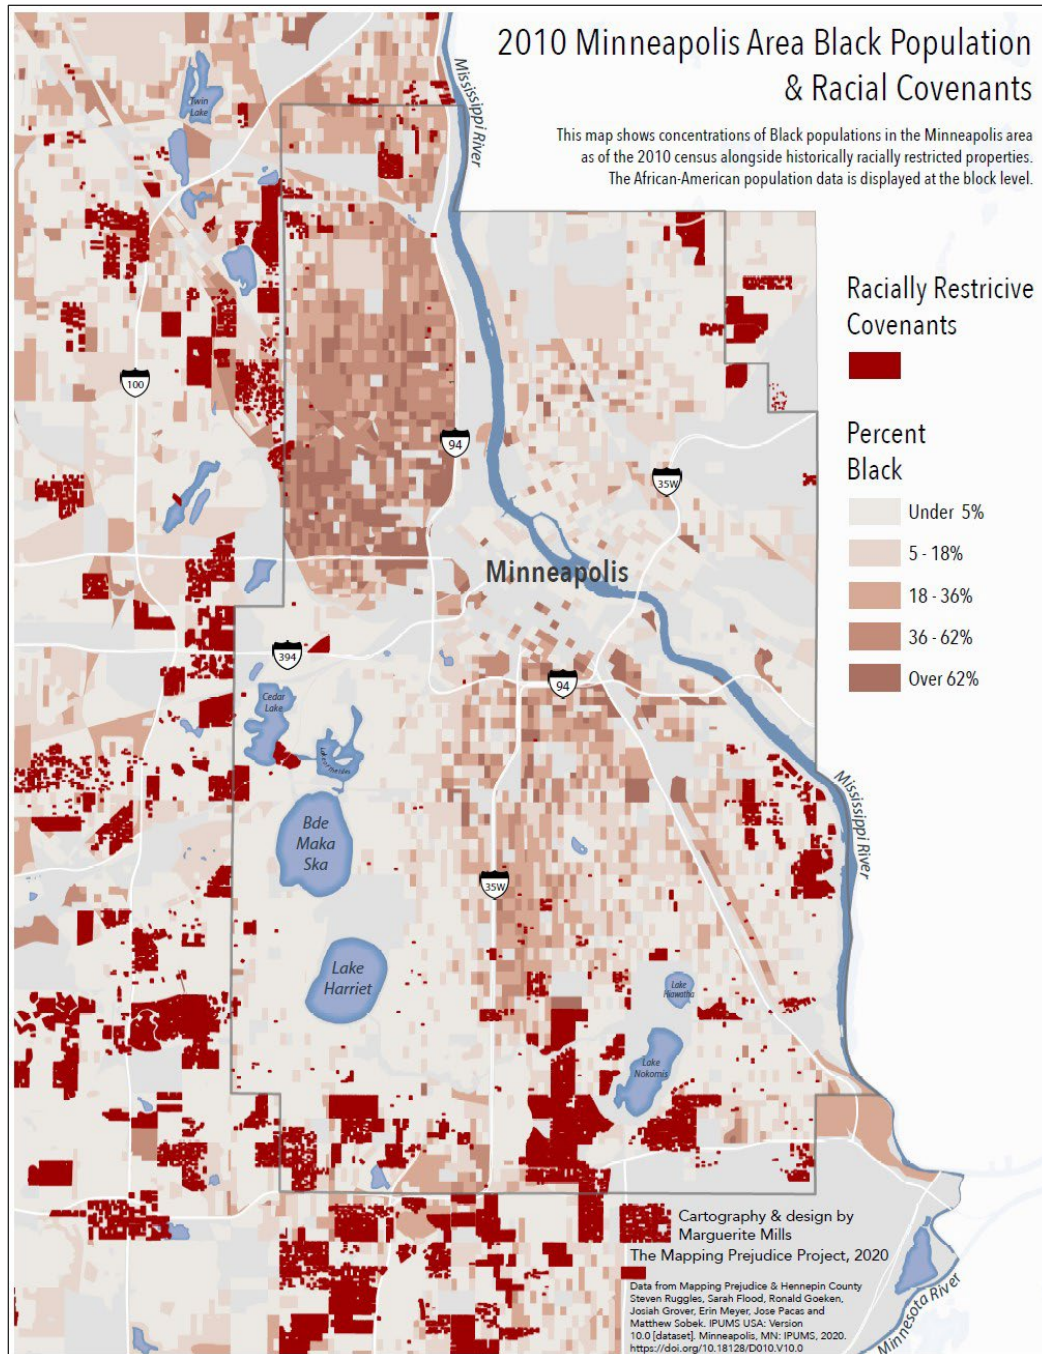 2010 Minneapolis Area Black Population
& Racial Covenants
This map shows concentrations of Black populations in the Minneapolis area
as of the 2010 census alongside historically racially restricted properties.
The African-American population data is displayed at the block level.
Mississippi River
Twin
Lake
Racially Restricive
Covenants
100
94
35W
Percent
Black
Under 5%
5 - 18%
18 - 36%
36 - 62%
Over 62%
Minneapolis
394
94
Cedar
Lake
Bde
Maka
Ska
Mississippi River
35W
Lake
Harriet
Lake
Hiawatha
Lake
Nokomis
Cartography & design by
Marguerite Mills
The Mapping Prejudice Project, 2020
Data from Mapping Prejudice & Hennepin County
Steven Ruggles, Sarah Flood, Ronald Goeken,
Josiah Grover, Erin Meyer, Jose Pacas and
Matthew Sobek. IPUMS USA: Version
10.0 [dataset]. Minneapolis, MN: IPUMS, 2020.
https://doi.org/10.18128/D010.V10.0
Minnesota River